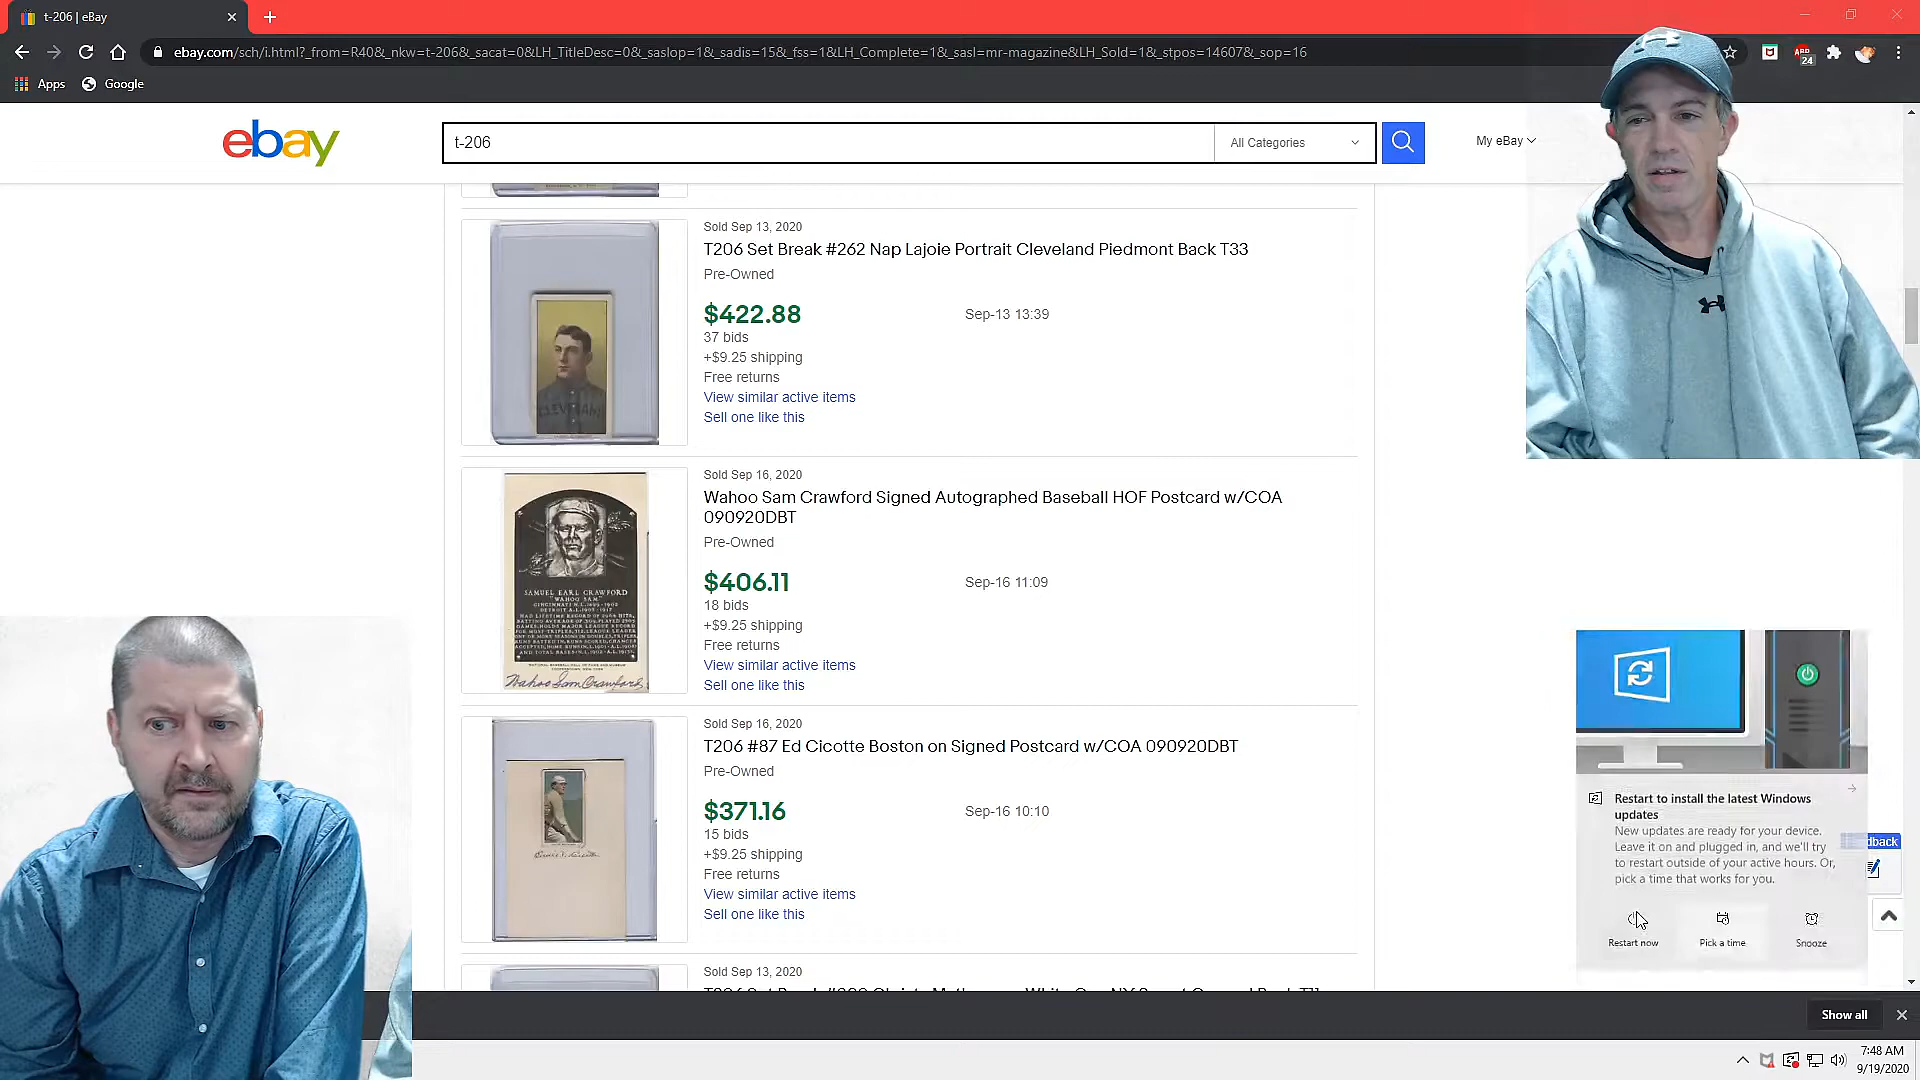 t-206 | eBay
ebay.com/sch/i.html?_from=R40&_nkw=t-206&_sacat=0&LH_TitleDesc=0&_saslop=1&_sadis=15&_fss=1&LH_Complete=1&_sasl=mr-magazine&LH_Sold=1&_stpos=14607&_sop=16
24
Apps
Google
ebay
t-206
All Categories
My eBay
Sold Sep 13, 2020
T206 Set Break #262 Nap Lajoie Portrait Cleveland Piedmont Back T33
Pre-Owned
$422.88
Sep-13 13:39
37 bids
+$9.25 shipping
Free returns
View similar active items
Sell one like this
Sold Sep 16, 2020
Wahoo Sam Crawford Signed Autographed Baseball HOF Postcard w/COA
090920DBT
Pre-Owned
$406.11
Sep-16 11:09
18 bids
+$9.25 shipping
Free returns
View similar active items
Sell one like this
SAMUEL EARL CRAWFORD
"WAHOO SAM"
Wahoo Sam Crawford
Sold Sep 16, 2020
T206 #87 Ed Cicotte Boston on Signed Postcard w/COA 090920DBT
Pre-Owned
$371.16
Sep-16 10:10
15 bids
+$9.25 shipping
Free returns
View similar active items
Sell one like this
Sold Sep 13, 2020
Restart to install the latest Windows
updates
New updates are ready for your device.
Leave it on and plugged in, and we'll try
to restart outside of your active hours. Or,
pick a time that works for you.
dback
Restart now
Pick a time
Snooze
Show all
7:48 AM
9/19/2020